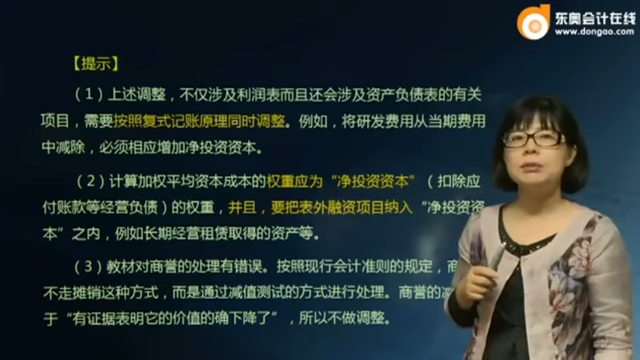 东奥会计在线
www.dongao.com
【提示】
（1）上述调整，不仅涉及利润表而且还会涉及资产负债表的有关
项目，需要按照复式记账原理同时调整。例如，将研发费用从当期费用
中减除，必须相应增加净投资资本。
（2）计算加权平均资本成本的权重应为“净投资资本”（扣除应
付账款等经营负债）的权重，并且，要把表外融资项目纳入“净投资资
本”之内，例如长期经营租赁取得的资产等。
（3）教材对商誉的处理有错误。按照现行会计准则的规定，商
不走摊销这种方式，而是通过减值测试的方式进行处理。商誉的减
于“有证据表明它的价值的确下降了”，所以不做调整。